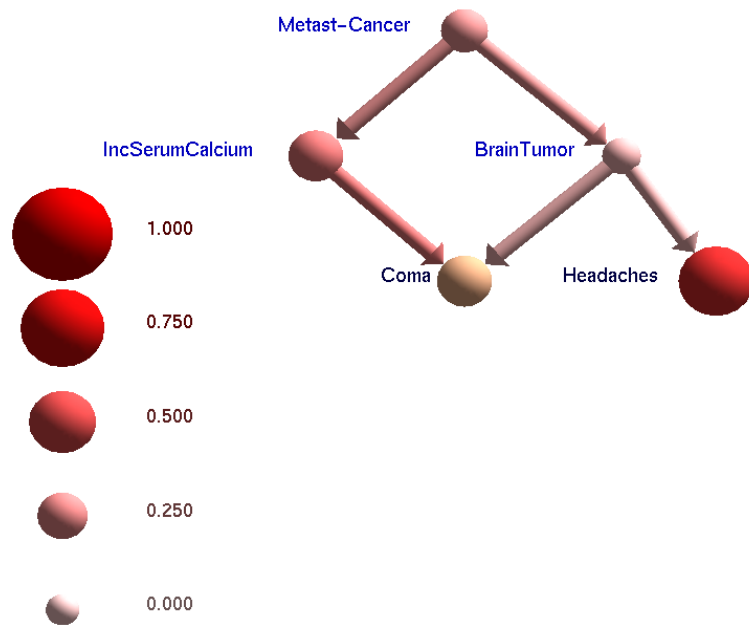 Metast-Cancer
IncSerumCalcium
BrainTumor
Coma
Headaches
1.000
0.750
0.500
0.250
0.000